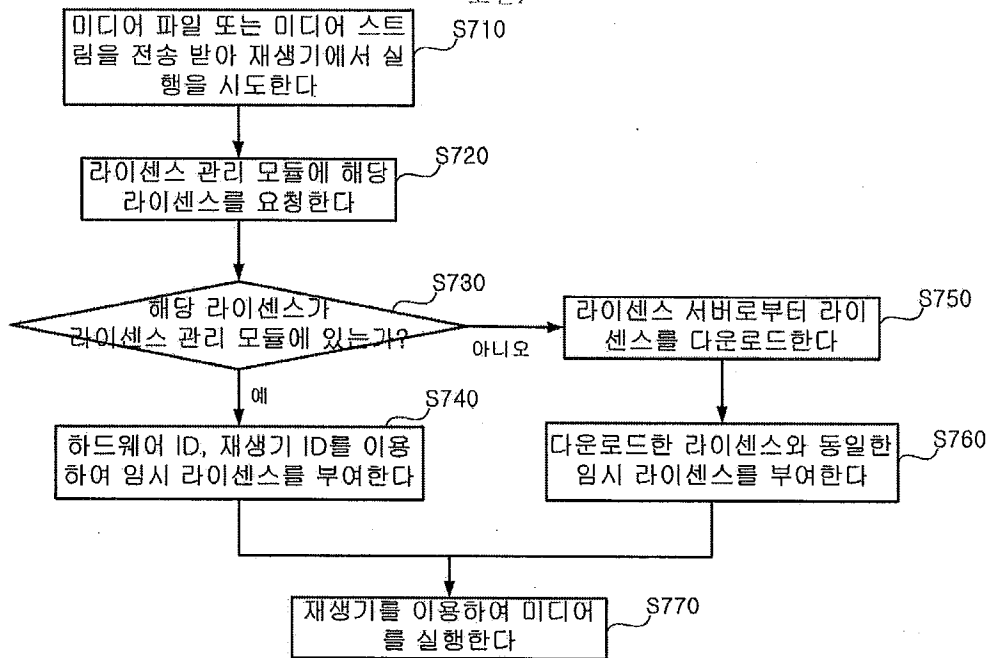 미디어 파일 또는 미디어 스트
림을 전송 받아 재생기에서 실
행을 시도한다
S710
라이센스 관리 모듈에 해당
라이센스를 요청한다
S720
해당 라이센스가
라이센스 관리 모듈에 있는가?
S730
아니오
예
라이센스 서버로부터 라이
센스를 다운로드한다
S750
하드웨어 ID, 재생기 ID를 이용
하여 임시 라이센스를 부여한다
S740
다운로드한 라이센스와 동일한
임시 라이센스를 부여한다
S760
재생기를 이용하여 미디어
를 실행한다
S770